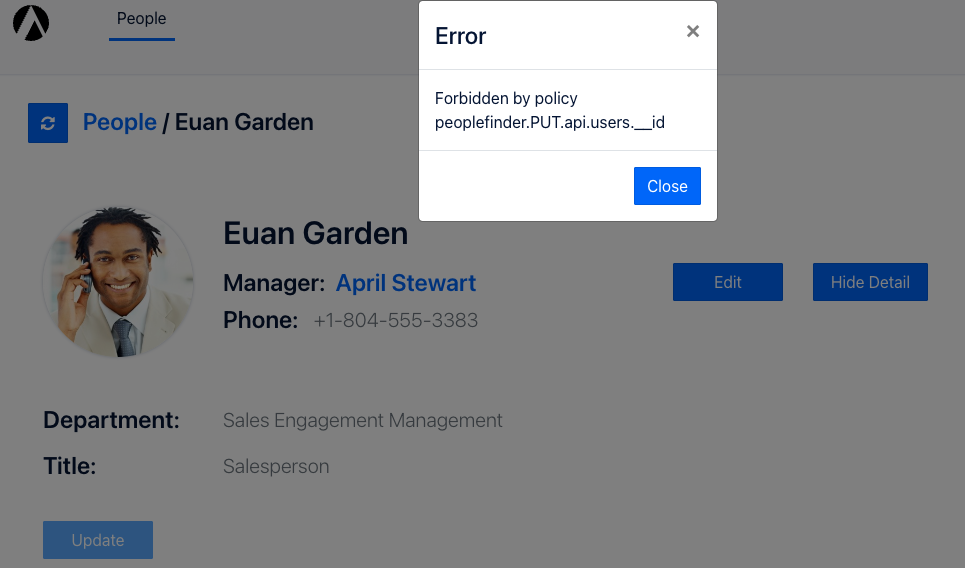 People
Error
×
Forbidden by policy
peoplefinder.PUT.api.users.__id
Close
People / Euan Garden
Euan Garden
Manager: April Stewart
Phone: +1-804-555-3383
Edit
Hide Detail
Department: Sales Engagement Management
Title: Salesperson
Update